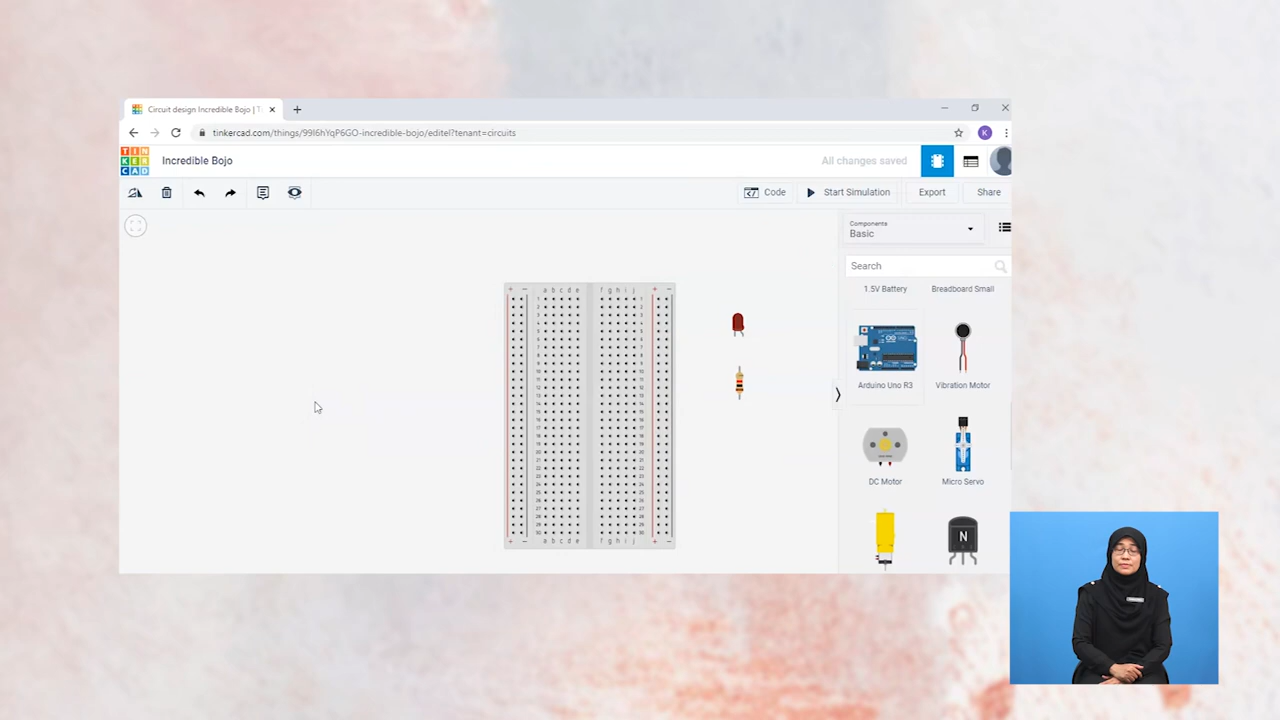 Circuit design Incredible Bojo | T
tinkercad.com/things/99I6hYqP6GO-incredible-bojo/editel?tenant=circuits
K
TIN
KER
CAD
Incredible Bojo
All changes saved
Code
Start Simulation
Export
Share
Components
Basic
Search
1.5V Battery
Breadboard Small
Arduino Uno R3
Vibration Motor
DC Motor
Micro Servo
N
a b c d e
f g h i j
a b c d e
f g h i j